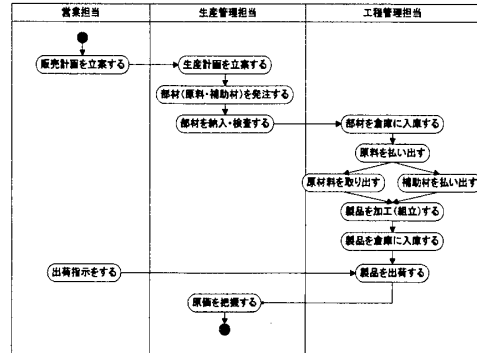 営業担当
生産管理担当
工程管理担当
販売計画を立案する
生産計画を立案する
部材(原料・補助材)を発注する
部材を納入・検査する
部材を倉庫に入庫する
原料を払い出す
原材料を取り出す
補助材を払い出す
製品を加工(組立)する
製品を倉庫に入庫する
出荷指示をする
製品を出荷する
原価を把握する